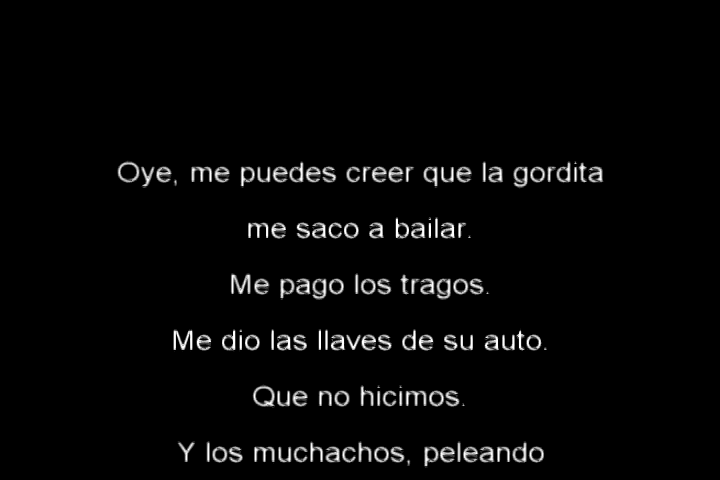 Oye, me puedes creer que la gordita
me saco a bailar.
Me pago los tragos.
Me dio las llaves de su auto.
Que no hicimos.
Y los muchachos, peleando